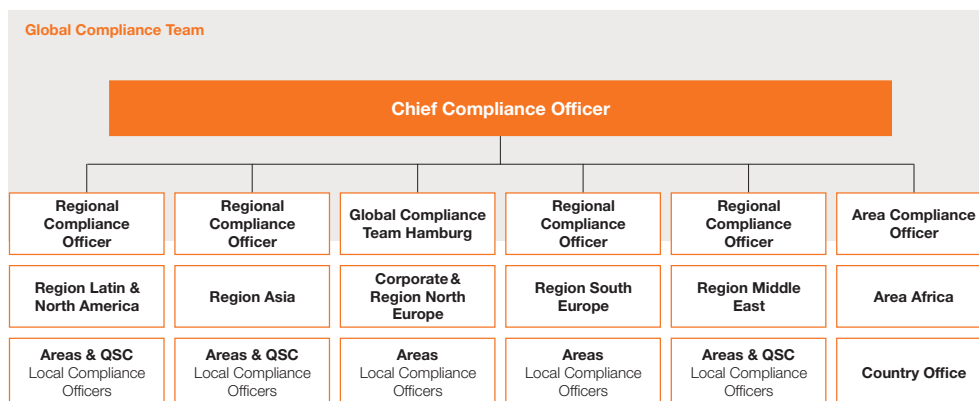 Global Compliance Team
Chief Compliance Officer
Regional
Compliance
Officer
Regional
Compliance
Officer
Global Compliance
Team Hamburg
Regional
Compliance
Officer
Regional
Compliance
Officer
Area Compliance
Officer
Region Latin &
North America
Region Asia
Corporate &
Region North
Europe
Region South
Europe
Region Middle
East
Area Africa
Areas & QSC
Local Compliance
Officers
Areas & QSC
Local Compliance
Officers
Areas
Local Compliance
Officers
Areas
Local Compliance
Officers
Areas & QSC
Local Compliance
Officers
Country Office